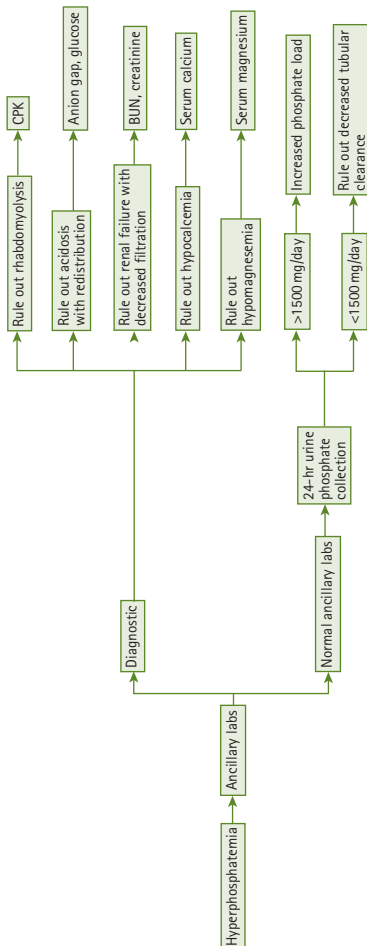 Hyperphosphatemia
Ancillary labs
Diagnostic
Rule out rhabdomyolysis
CPK
Rule out acidosis
with redistribution
Anion gap, glucose
Rule out renal failure with
decreased filtration
BUN, creatinine
Rule out hypocalcemia
Serum calcium
Rule out
hypomagnesemia
Serum magnesium
Normal ancillary labs
24-hr urine
phosphate
collection
>1500 mg/day
Increased phosphate load
<1500 mg/day
Rule out decreased tubular
clearance